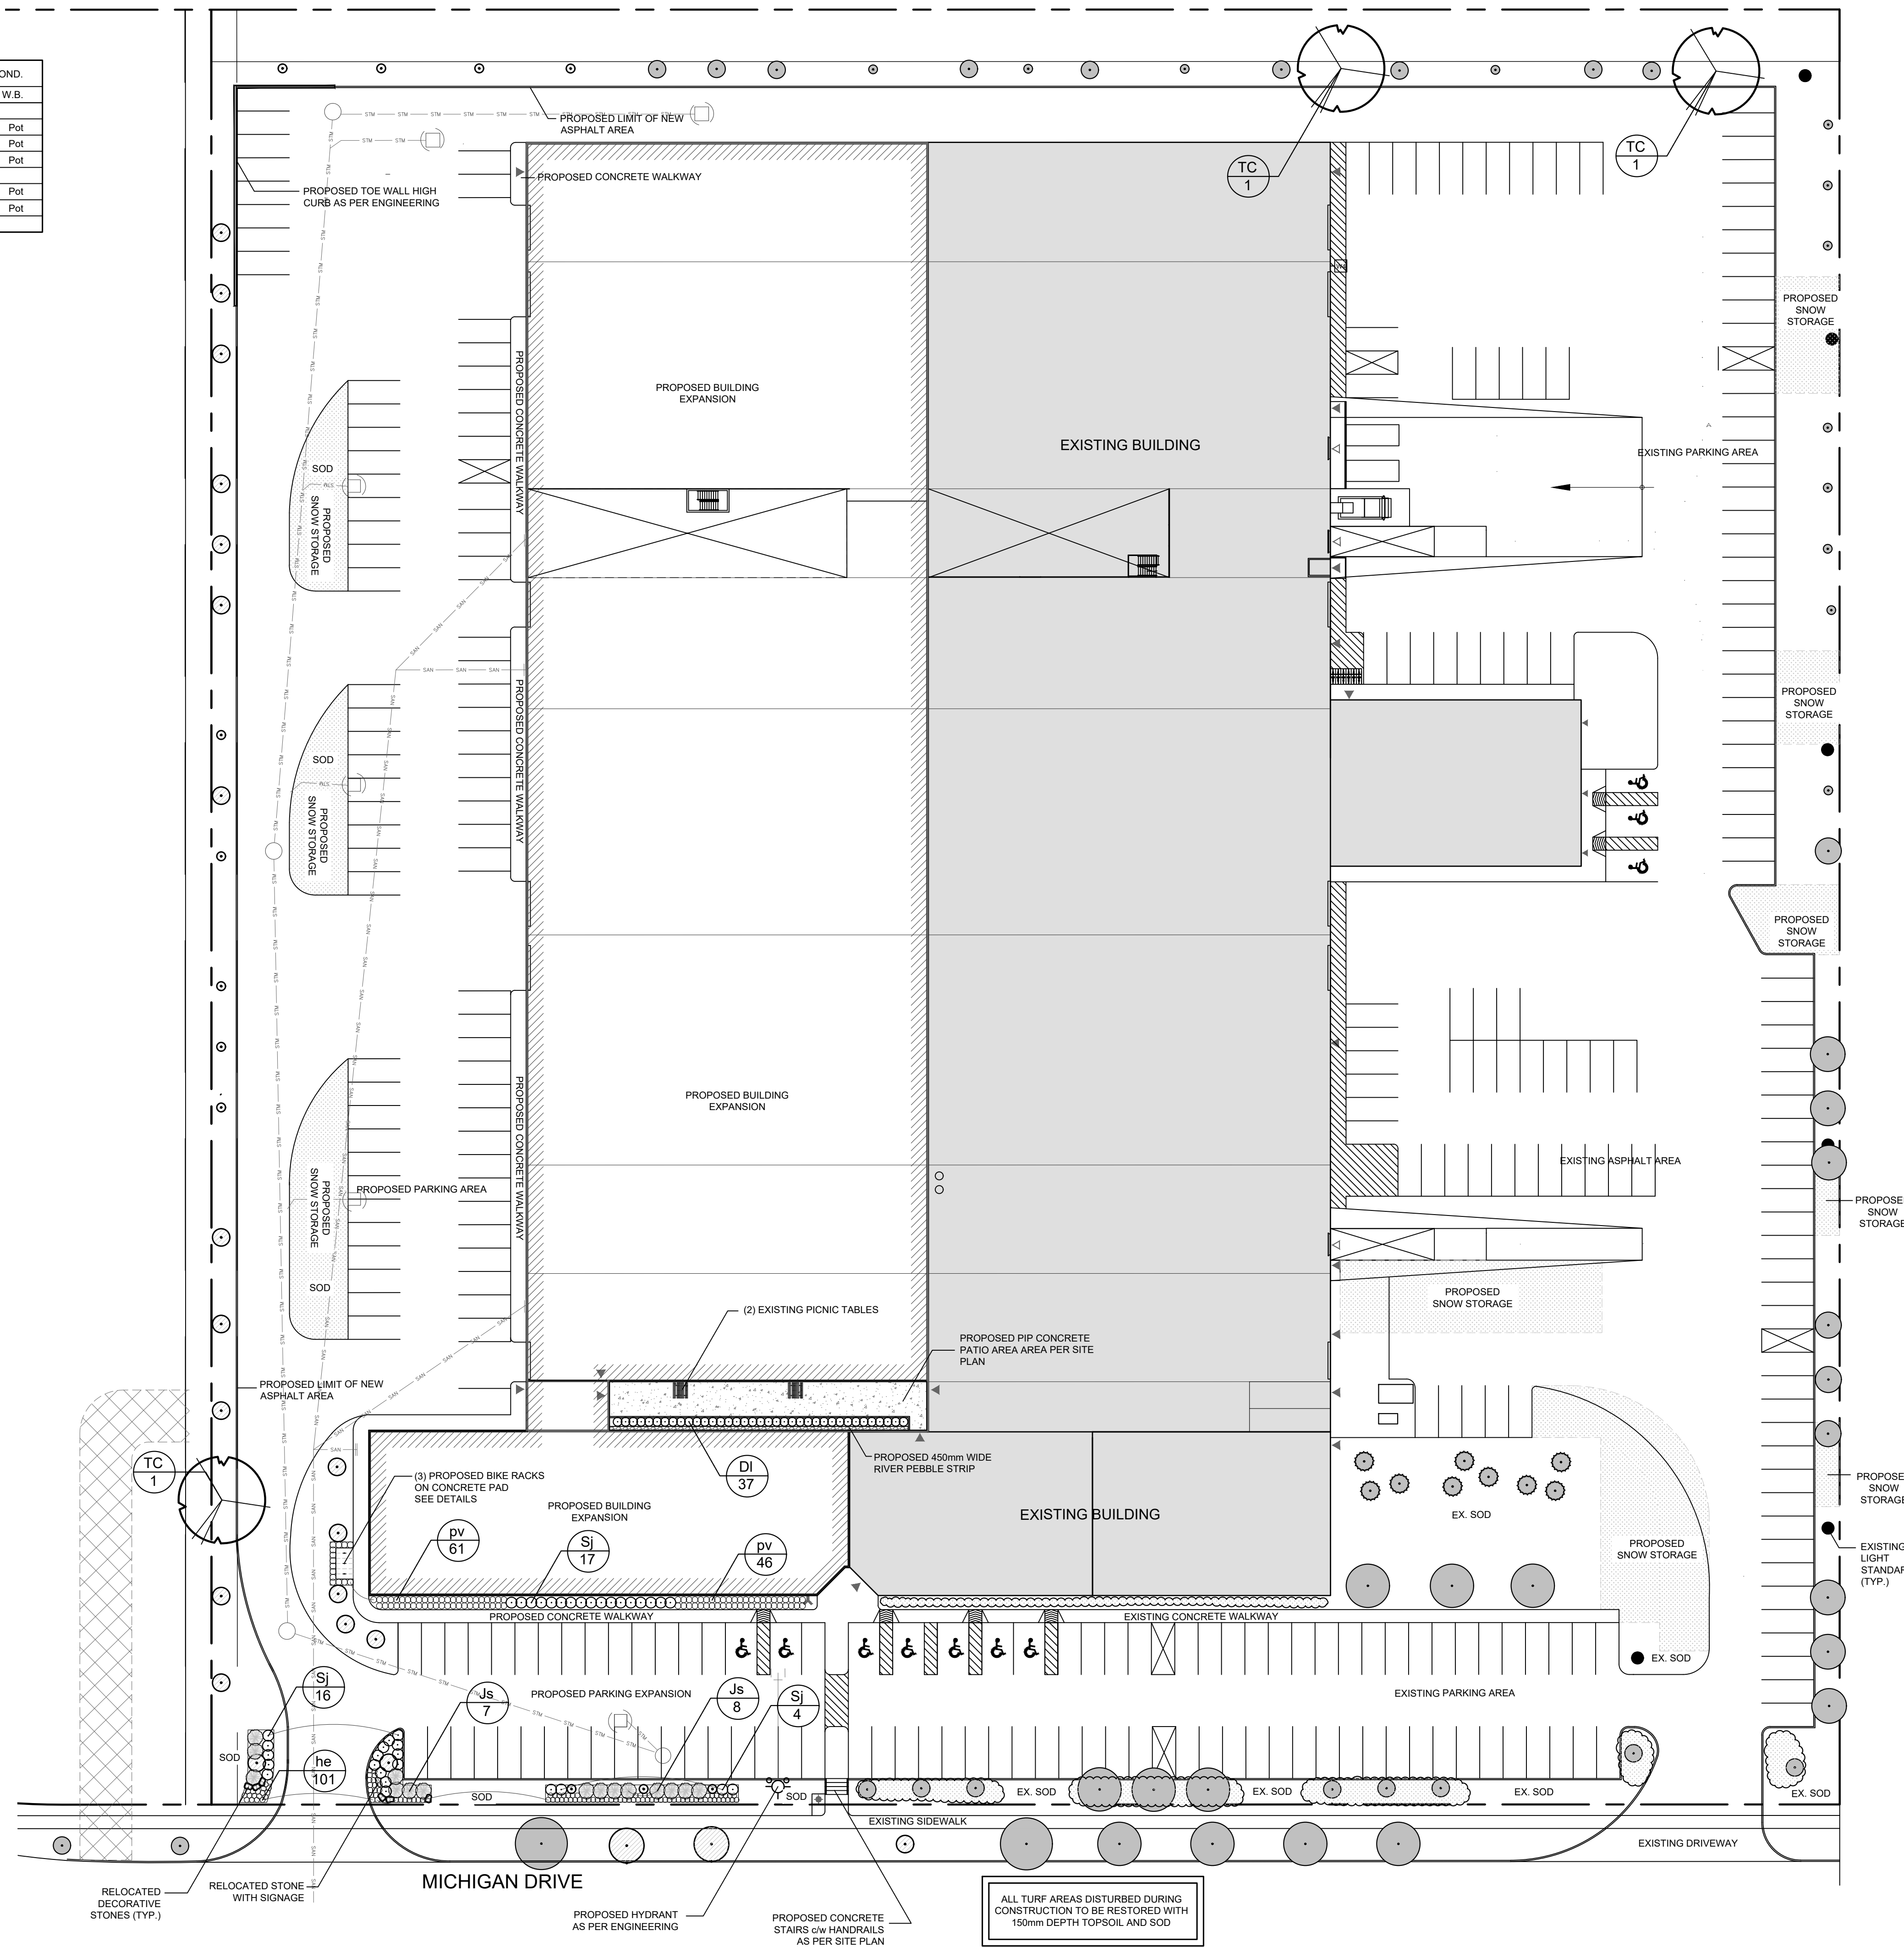 OND.
W.B.
Pot
Pot
Pot
Pot
Pot
PROPOSED LIMIT OF NEW
ASPHALT AREA
PROPOSED CONCRETE WALKWAY
PROPOSED TOE WALL HIGH
CURB AS PER ENGINEERING
TC
1
TC
1
PROPOSED
SNOW
STORAGE
PROPOSED BUILDING
EXPANSION
EXISTING BUILDING
EXISTING PARKING AREA
PROPOSED CONCRETE WALKWAY
SOD
PROPOSED
SNOW STORAGE
PROPOSED
SNOW
STORAGE
SOD
PROPOSED
SNOW STORAGE
PROPOSED CONCRETE WALKWAY
PROPOSED
SNOW
STORAGE
PROPOSED BUILDING
EXPANSION
PROPOSED CONCRETE WALKWAY
EXISTING ASPHALT AREA
PROPOSED PARKING AREA
PROPOSED
SNOW STORAGE
SOD
PROPOSE
SNOW
STORAGE
PROPOSED
SNOW STORAGE
(2) EXISTING PICNIC TABLES
PROPOSED PIP CONCRETE
PATIO AREA AREA PER SITE
PLAN
PROPOSED LIMIT OF NEW
ASPHALT AREA
TC
1
DI
37
PROPOSED 450mm WIDE
RIVER PEBBLE STRIP
(3) PROPOSED BIKE RACKS
ON CONCRETE PAD
SEE DETAILS
PROPOSED BUILDING
EXPANSION
EXISTING BUILDING
EX. SOD
PROPOSED
SNOW STORAGE
PROPOSE
SNOW
STORAGE
EXISTING
LIGHT
STANDAR
(TYP.)
pv
61
Sj
17
pv
46
PROPOSED CONCRETE WALKWAY
EXISTING CONCRETE WALKWAY
EX. SOD
Sj
16
Js
7
PROPOSED PARKING EXPANSION
Js
8
Sj
4
EXISTING PARKING AREA
SOD
he
101
SOD
SOD
EX. SOD
EX. SOD
EX. SOD
EX. SOD
EXISTING SIDEWALK
EXISTING DRIVEWAY
MICHIGAN DRIVE
RELOCATED
DECORATIVE
STONES (TYP.)
RELOCATED STONE
WITH SIGNAGE
PROPOSED HYDRANT
AS PER ENGINEERING
PROPOSED CONCRETE
STAIRS c/w HANDRAILS
AS PER SITE PLAN
ALL TURF AREAS DISTURBED DURING
CONSTRUCTION TO BE RESTORED WITH
150mm DEPTH TOPSOIL AND SOD